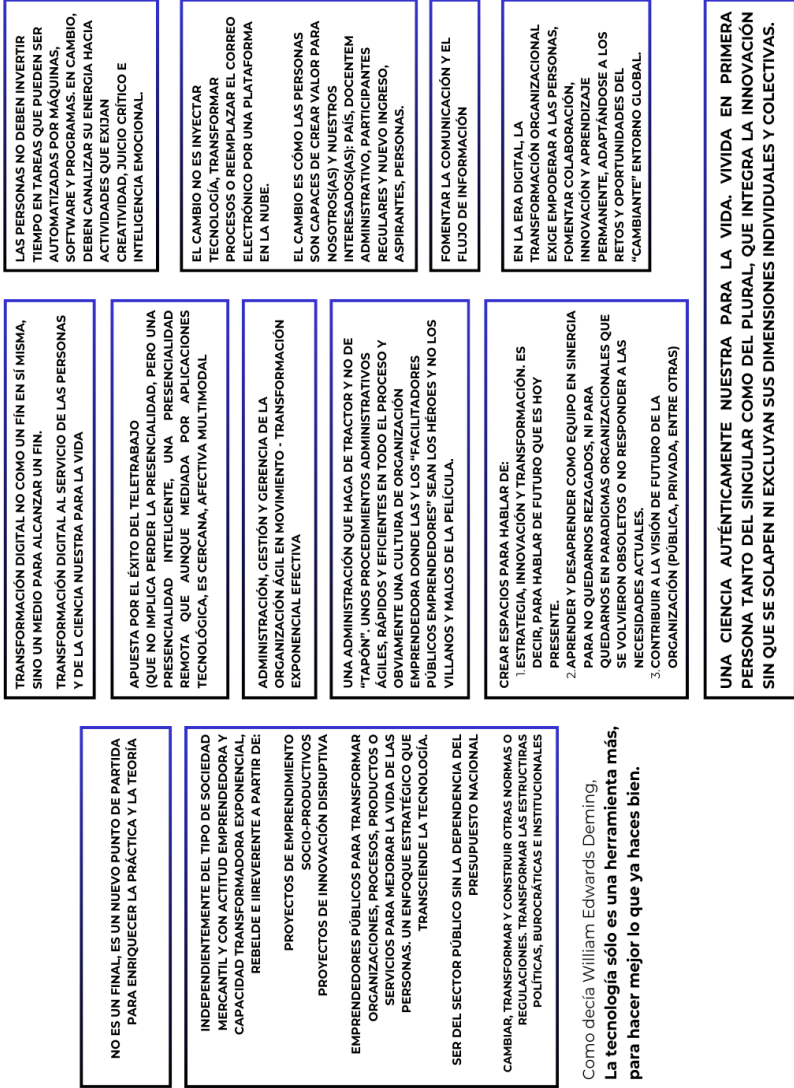 NO ES UN FINAL, ES UN NUEVO PUNTO DE PARTIDA
PARA ENRIQUECER LA PRÁCTICA Y LA TEORÍA
INDEPENDIENTEMENTE DEL TIPO DE SOCIEDAD
MERCANTIL Y CON ACTITUD EMPRENDEDORA Y
CAPACIDAD TRANSFORMADORA EXPONENCIAL,
REBELDE E IIREVERENTE A PARTIR DE:
PROYECTOS DE EMPRENDIMIENTO
SOCIO-PRODUCTIVOS
PROYECTOS DE INNOVACIÓN DISRUPTIVA
EMPRENDEDORES PÚBLICOS PARA TRANSFORMAR
ORGANIZACIONES, PROCESOS, PRODUCTOS O
SERVICIOS PARA MEJORAR LA VIDA DE LAS
PERSONAS. UN ENFOQUE ESTRATÉGICO QUE
TRANSCIENDE LA TECNOLOGÍA.
SER DEL SECTOR PÚBLICO SIN LA DEPENDENCIA DEL
PRESUPUESTO NACIONAL
CAMBIAR, TRANSFORMAR Y CONSTRUIR OTRAS NORMAS O
REGULACIONES. TRANSFORMAR LAS ESTRUCTIRAS
POLÍTICAS, BUROCRÁTICAS E INSTITUCIONALES
Como decía William Edwards Deming,
La tecnología sólo es una herramienta más,
para hacer mejor lo que ya haces bien.
TRANSFORMACIÓN DIGITAL NO COMO UN FÍN EN SÍ MISMA,
SINO UN MEDIO PARA ALCANZAR UN FIN.
TRANSFORMACIÓN DIGITAL AL SERVICIO DE LAS PERSONAS
Y DE LA CIENCIA NUESTRA PARA LA VIDA
APUESTA POR EL ÉXITO DEL TELETRABAJO
(QUE NO IMPLICA PERDER LA PRESENCIALIDAD, PERO UNA
PRESENCIALIDAD INTELIGENTE, UNA PRESENCIALIDAD
REMOTA QUE AUNQUE MEDIADA POR APLICACIONES
TECNOLÓGICA, ES CERCANA, AFECTIVA MULTIMODAL
ADMINISTRACIÓN, GESTIÓN Y GERENCIA DE LA
ORGANIZACIÓN ÁGIL EN MOVIMIENTO - TRANSFORMACIÓN
EXPONENCIAL EFECTIVA
UNA ADMINISTRACIÓN QUE HAGA DE TRACTOR Y NO DE
"TAPÓN". UNOS PROCEDIMIENTOS ADMINISTRATIVOS
ÁGILES, RÁPIDOS Y EFICIENTES EN TODO EL PROCESO Y
OBVIAMENTE UNA CULTURA DE ORGANIZACIÓN
EMPRENDEDORA DONDE LAS Y LOS "FACILITADORES
PÚBLICOS EMPRENDEDORES" SEAN LOS HÉROES Y NO LOS
VILLANOS Y MALOS DE LA PELÍCULA.
CREAR ESPACIOS PARA HABLAR DE:
1. ESTRATEGIA, INNOVACIÓN Y TRANSFORMACIÓN. ES
DECIR, PARA HABLAR DE FUTURO QUE ES HOY
PRESENTE.
2. APRENDER Y DESAPRENDER COMO EQUIPO EN SINERGIA
PARA NO QUEDARNOS REZAGADOS, NI PARA
QUEDARNOS EN PARADIGMAS ORGANIZACIONALES QUE
SE VOLVIERON OBSOLETOS O NO RESPONDER A LAS
NECESIDADES ACTUALES.
3. CONTRIBUIR A LA VISIÓN DE FUTURO DE LA
ORGANIZACIÓN (PÚBLICA, PRIVADA, ENTRE OTRAS)
LAS PERSONAS NO DEBEN INVERTIR
TIEMPO EN TAREAS QUE PUEDEN SER
AUTOMATIZADAS POR MÁQUINAS,
SOFTWARE Y PROGRAMAS. EN CAMBIO,
DEBEN CANALIZAR SU ENERGIA HACIA
ACTIVIDADES QUE EXIJAN
CREATIVIDAD, JUICIO CRÍTICO E
INTELIGENCIA EMOCIONAL.
EL CAMBIO NO ES INYECTAR
TECNOLOGÍA, TRANSFORMAR
PROCESOS O REEMPLAZAR EL CORREO
ELECTRÓNICO POR UNA PLATAFORMA
EN LA NUBE.
EL CAMBIO ES CÓMO LAS PERSONAS
SON CAPACES DE CREAR VALOR PARA
NOSOTROS(AS) Y NUESTROS
INTERESADOS(AS): PAÍS, DOCENTEM
ADMINISTRATIVO, PARTICIPANTES
REGULARES Y NUEVO INGRESO,
ASPIRANTES, PERSONAS.
FOMENTAR LA COMUNICACIÓN Y EL
FLUJO DE INFORMACIÓN
EN LA ERA DIGITAL, LA
TRANSFORMACIÓN ORGANIZACIONAL
EXIGE EMPODERAR A LAS PERSONAS,
FOMENTAR COLABORACIÓN,
INNOVACIÓN Y APRENDIZAJE
PERMANENTE, ADAPTÁNDOSE A LOS
RETOS Y OPORTUNIDADES DEL
"CAMBIANTE" ENTORNO GLOBAL.
UNA CIENCIA AUTÉNTICAMENTE NUESTRA PARA LA VIDA. VIVIDA EN PRIMERA
PERSONA TANTO DEL SINGULAR COMO DEL PLURAL, QUE INTEGRA LA INNOVACIÓN
SIN QUE SE SOLAPEN NI EXCLUYAN SUS DIMENSIONES INDIVIDUALES Y COLECTIVAS.